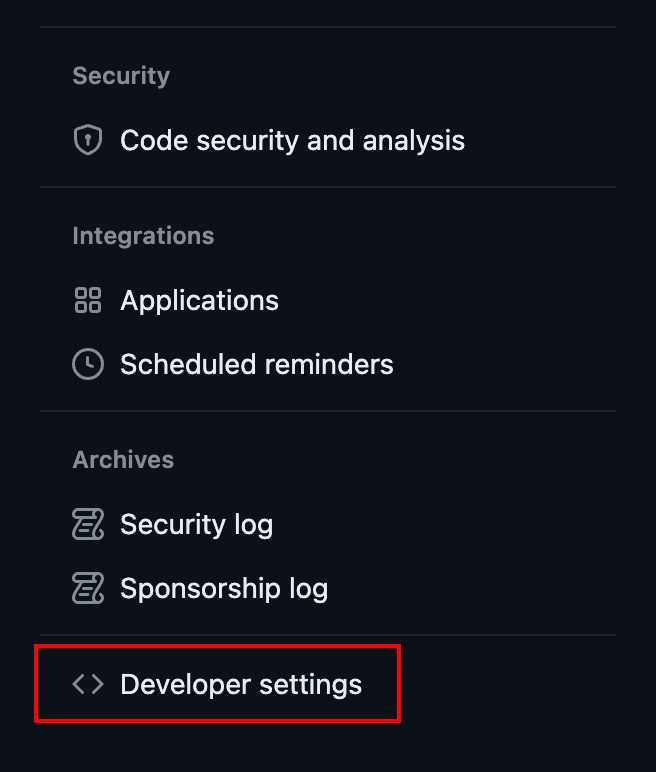 Security
Code security and analysis
Integrations
Applications
Scheduled reminders
Archives
Security log
Sponsorship log
Developer settings